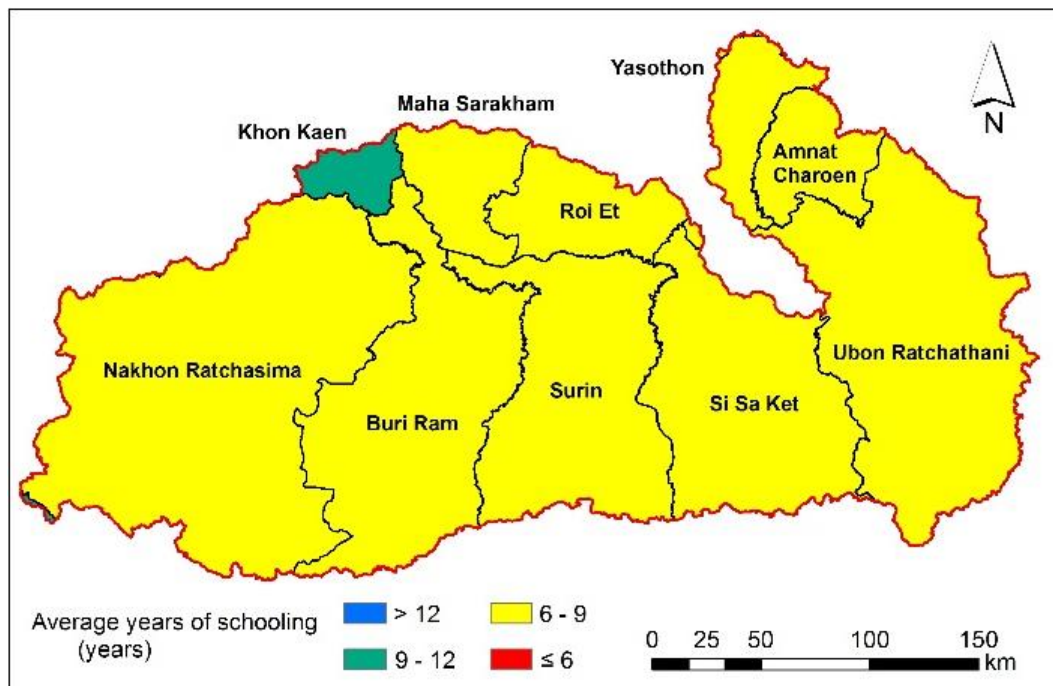 Yasothon
Maha Sarakham
Khon Kaen
N
Amnat
Charoen
Roi Et
Nakhon Ratchasima
Buri Ram
Surin
Si Sa Ket
Ubon Ratchathani
Average years of schooling
(years)
> 12
6 - 9
9 - 12
≤ 6
0 25 50 100 150
km